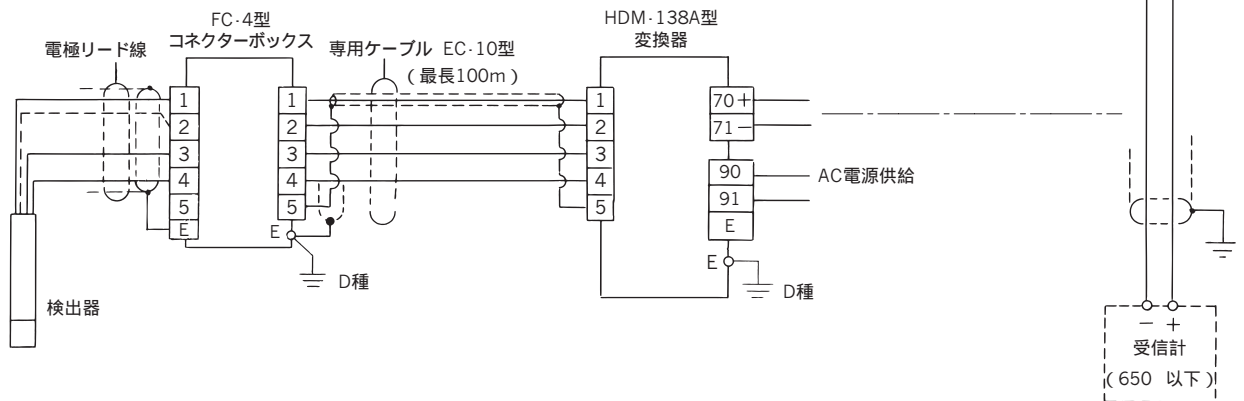 FC-4型
コネクターボックス
電極リード線
専用ケーブル EC-10型
(最長100m)
HDM-138A型
変換器
1
2
3
4
5
E
1
2
3
4
5
E
D種
検出器
1
2
3
4
5
70+
71−
90
91
E
E
D種
AC電源供給
− +
受信計
(650 以下)